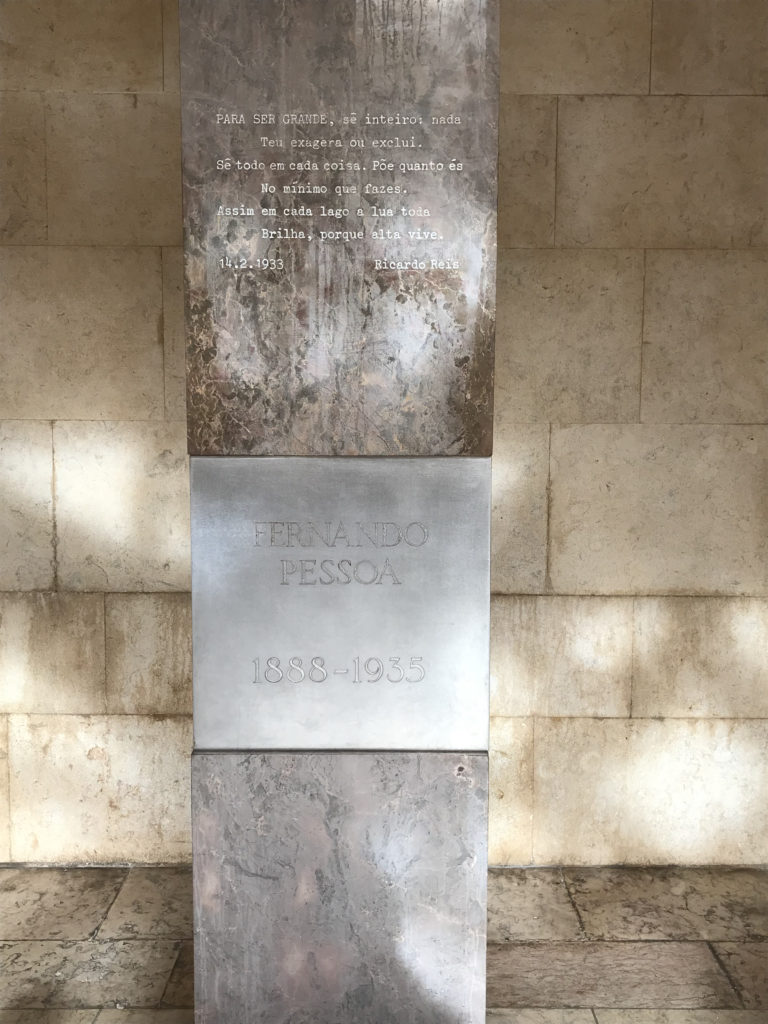 PARA SER GRANDE, sê inteiro: nada
Teu exagera ou exclui.
Sê todo em cada coisa. Põe quanto és
No mínimo que fazes.
Assim em cada lago a lua toda
Brilha, porque alta vive.
14.2.1933 Ricardo Reis
FERNANDO
PESSOA
1888-1935